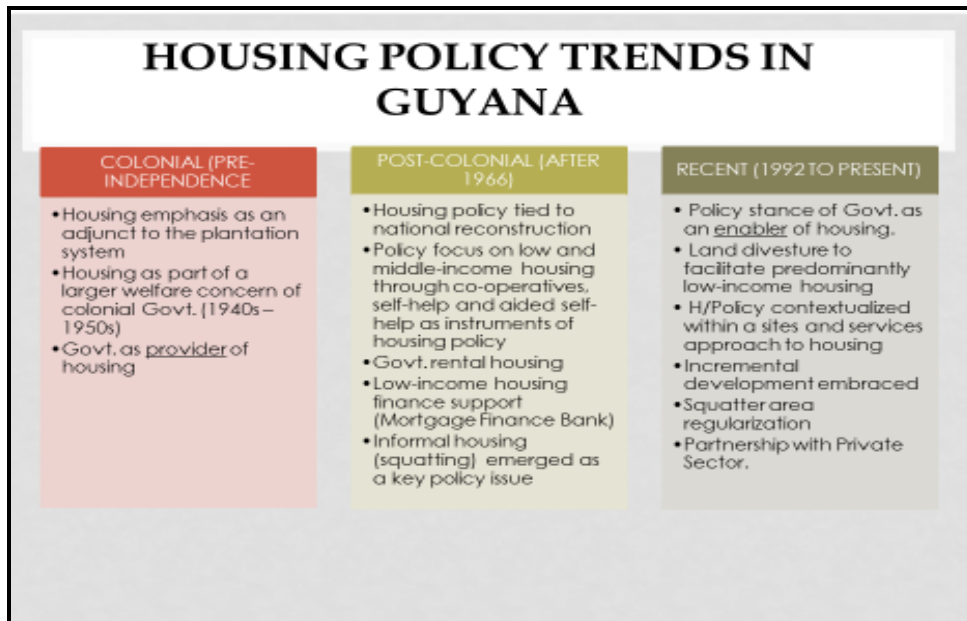 HOUSING POLICY TRENDS IN
GUYANA
COLONIAL (PRE-
INDEPENDENCE
•Housing emphasis as an
adjunct to the plantation
system
•Housing as part of a
larger welfare concern of
colonial Govt. (1940s –
1950s)
•Govt. as provider of
housing
POST-COLONIAL (AFTER
1966)
•Housing policy tied to
national reconstruction
•Policy focus on low and
middle-income housing
through co-operatives,
self-help and aided self-
help as instruments of
housing policy
•Govt. rental housing
•Low-income housing
finance support
(Mortgage Finance Bank)
•Informal housing
(squatting) emerged as
a key policy issue
RECENT (1992 TO PRESENT)
• Policy stance of Govt. as
an enabler of housing.
• Land divesture to
facilitate predominantly
low-income housing
• H/Policy contextualized
within a sites and services
approach to housing
•Incremental
development embraced
•Squatter area
regularization
•Partnership with Private
Sector.